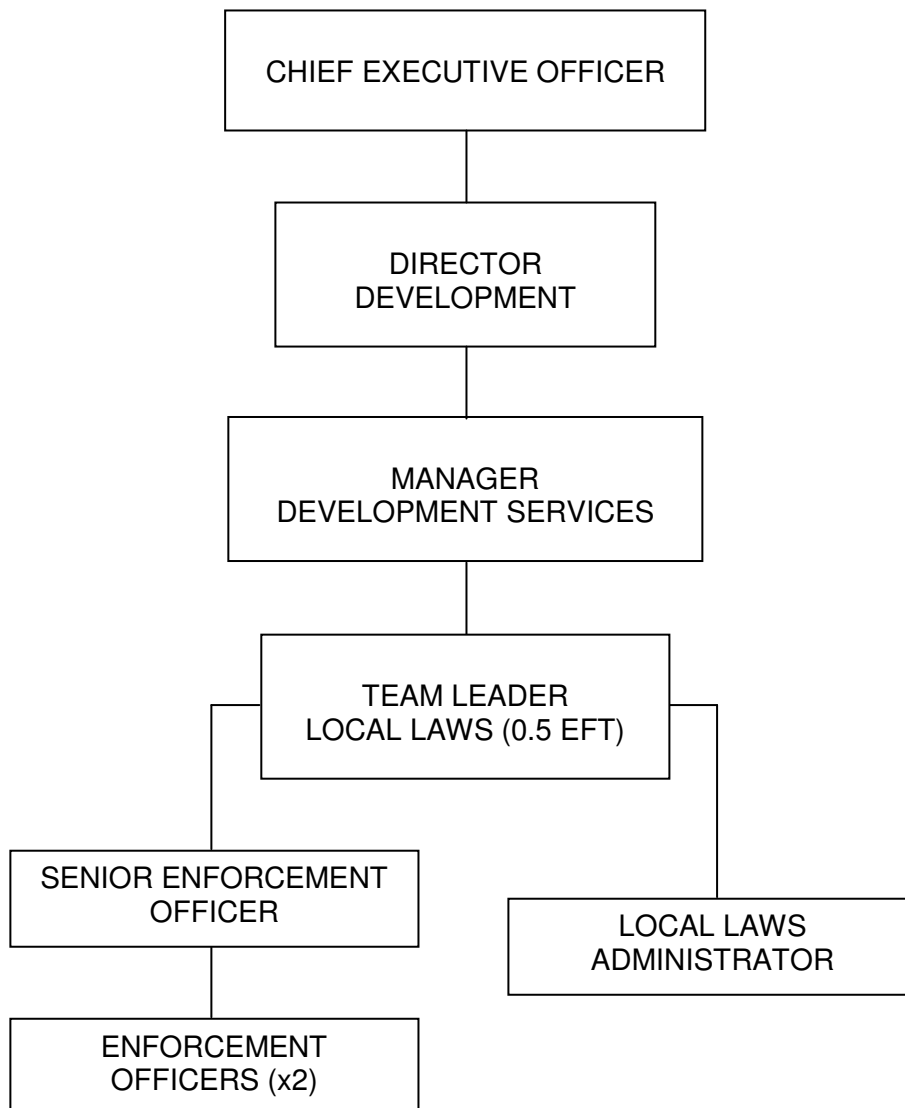 CHIEF EXECUTIVE OFFICER
DIRECTOR
DEVELOPMENT
MANAGER
DEVELOPMENT SERVICES
TEAM LEADER
LOCAL LAWS (0.5 EFT)
SENIOR ENFORCEMENT
OFFICER
LOCAL LAWS
ADMINISTRATOR
ENFORCEMENT
OFFICERS (x2)